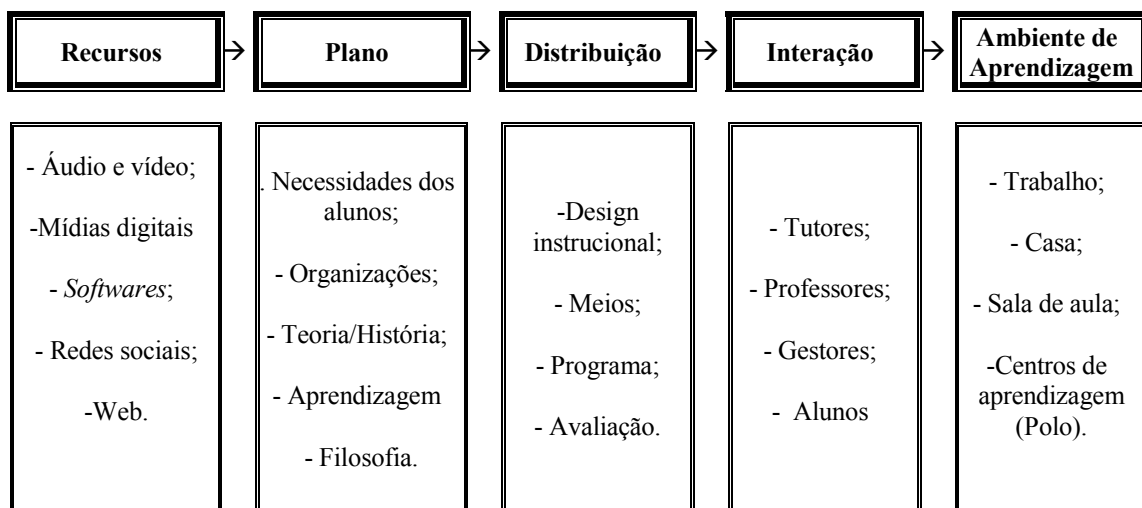 Recursos
→
Plano
→
Distribuição
→
Interação
→
Ambiente de
Aprendizagem
- Áudio e vídeo;
-Mídias digitais
- Softwares;
- Redes sociais;
-Web.
. Necessidades dos
alunos;
- Organizações;
- Teoria/História;
- Aprendizagem
- Filosofia.
-Design
instrucional;
- Meios;
- Programa;
- Avaliação.
- Tutores;
- Professores;
- Gestores;
- Alunos
- Trabalho;
- Casa;
- Sala de aula;
-Centros de
aprendizagem
(Polo).